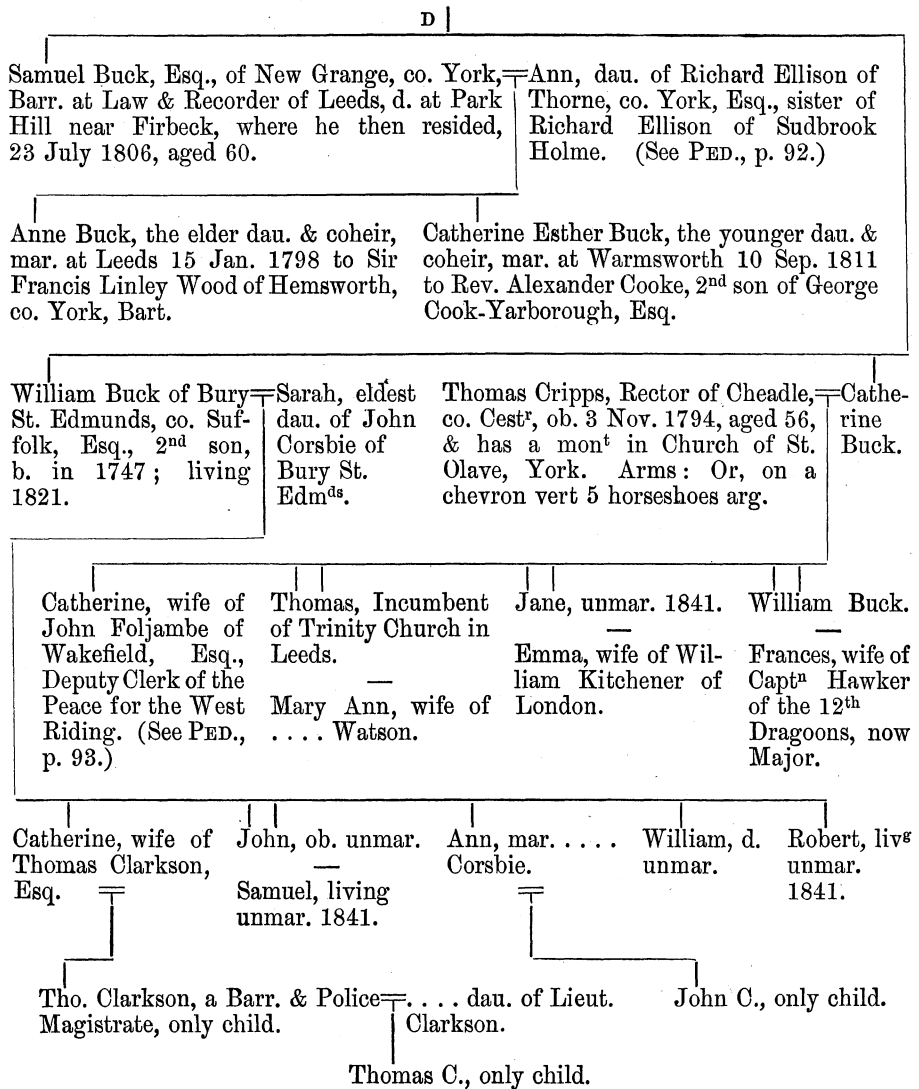 D
Samuel Buck, Esq., of New Grange, co. York,
Barr. at Law & Recorder of Leeds, d. at Park
Hill near Firbeck, where he then resided,
23 July 1806, aged 60.
Ann, dau. of Richard Ellison of
Thorne, co. York, Esq., sister of
Richard Ellison of Sudbrook
Holme. (See PED., p. 92.)
Anne Buck, the elder dau. & coheir,
mar. at Leeds 15 Jan. 1798 to Sir
Francis Linley Wood of Hemsworth,
co. York, Bart.
Catherine Esther Buck, the younger dau. &
coheir, mar. at Warmsworth 10 Sep. 1811
to Rev. Alexander Cooke, 2nd son of George
Cook-Yarborough, Esq.
William Buck of Bury
St. Edmunds, co. Suf-
folk, Esq., 2nd son,
b. in 1747 ; living
1821.
Sarah, eldest
dau. of John
Corsbie of
Bury St.
Edmds.
Thomas Cripps, Rector of Cheadle,
co. Cestr, ob. 3 Nov. 1794, aged 56,
& has a mont in Church of St.
Olave, York. Arms : Or, on a
chevron vert 5 horseshoes arg.
Cathe-
rine
Buck.
Catherine, wife of
John Foljambe of
Wakefield, Esq.,
Deputy Clerk of the
Peace for the West
Riding. (See PED.,
p. 93.)
Thomas, Incumbent
of Trinity Church in
Leeds.
—
Mary Ann, wife of
. . . . Watson.
Jane, unmar. 1841.
—
Emma, wife of Wil-
liam Kitchener of
London.
William Buck.
—
Frances, wife of
Captn Hawker
of the 12th
Dragoons, now
Major.
Catherine, wife of
Thomas Clarkson,
Esq.
John, ob. unmar.
—
Samuel, living
unmar. 1841.
Ann, mar. . . . .
Corsbie.
William, d.
unmar.
Robert, livg
unmar.
1841.
Tho. Clarkson, a Barr. & Police
Magistrate, only child.
. . . . dau. of Lieut.
Clarkson.
John C., only child.
Thomas C., only child.